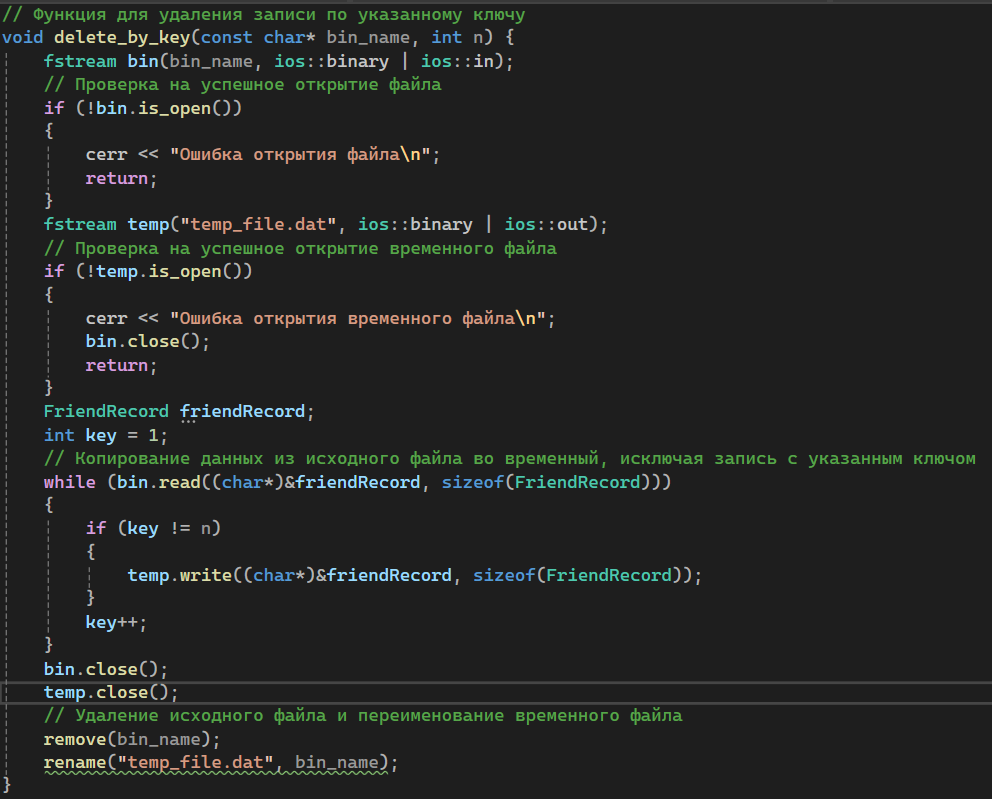 // Функция для удаления записи по указанному ключу
void delete_by_key(const char* bin_name, int n) {
fstream bin(bin_name, ios::binary | ios::in);
// Проверка на успешное открытие файла
if (!bin.is_open())
{
cerr << "Ошибка открытия файла\n";
return;
}
fstream temp("temp_file.dat", ios::binary | ios::out);
// Проверка на успешное открытие временного файла
if (!temp.is_open())
{
cerr << "Ошибка открытия временного файла\n";
bin.close();
return;
}
FriendRecord friendRecord;
int key = 1;
// Копирование данных из исходного файла во временный, исключая запись с указанным ключом
while (bin.read((char*)&friendRecord, sizeof(FriendRecord)))
{
if (key != n)
{
temp.write((char*)&friendRecord, sizeof(FriendRecord));
}
key++;
}
bin.close();
temp.close();
// Удаление исходного файла и переименование временного файла
remove(bin_name);
rename("temp_file.dat", bin_name);
}